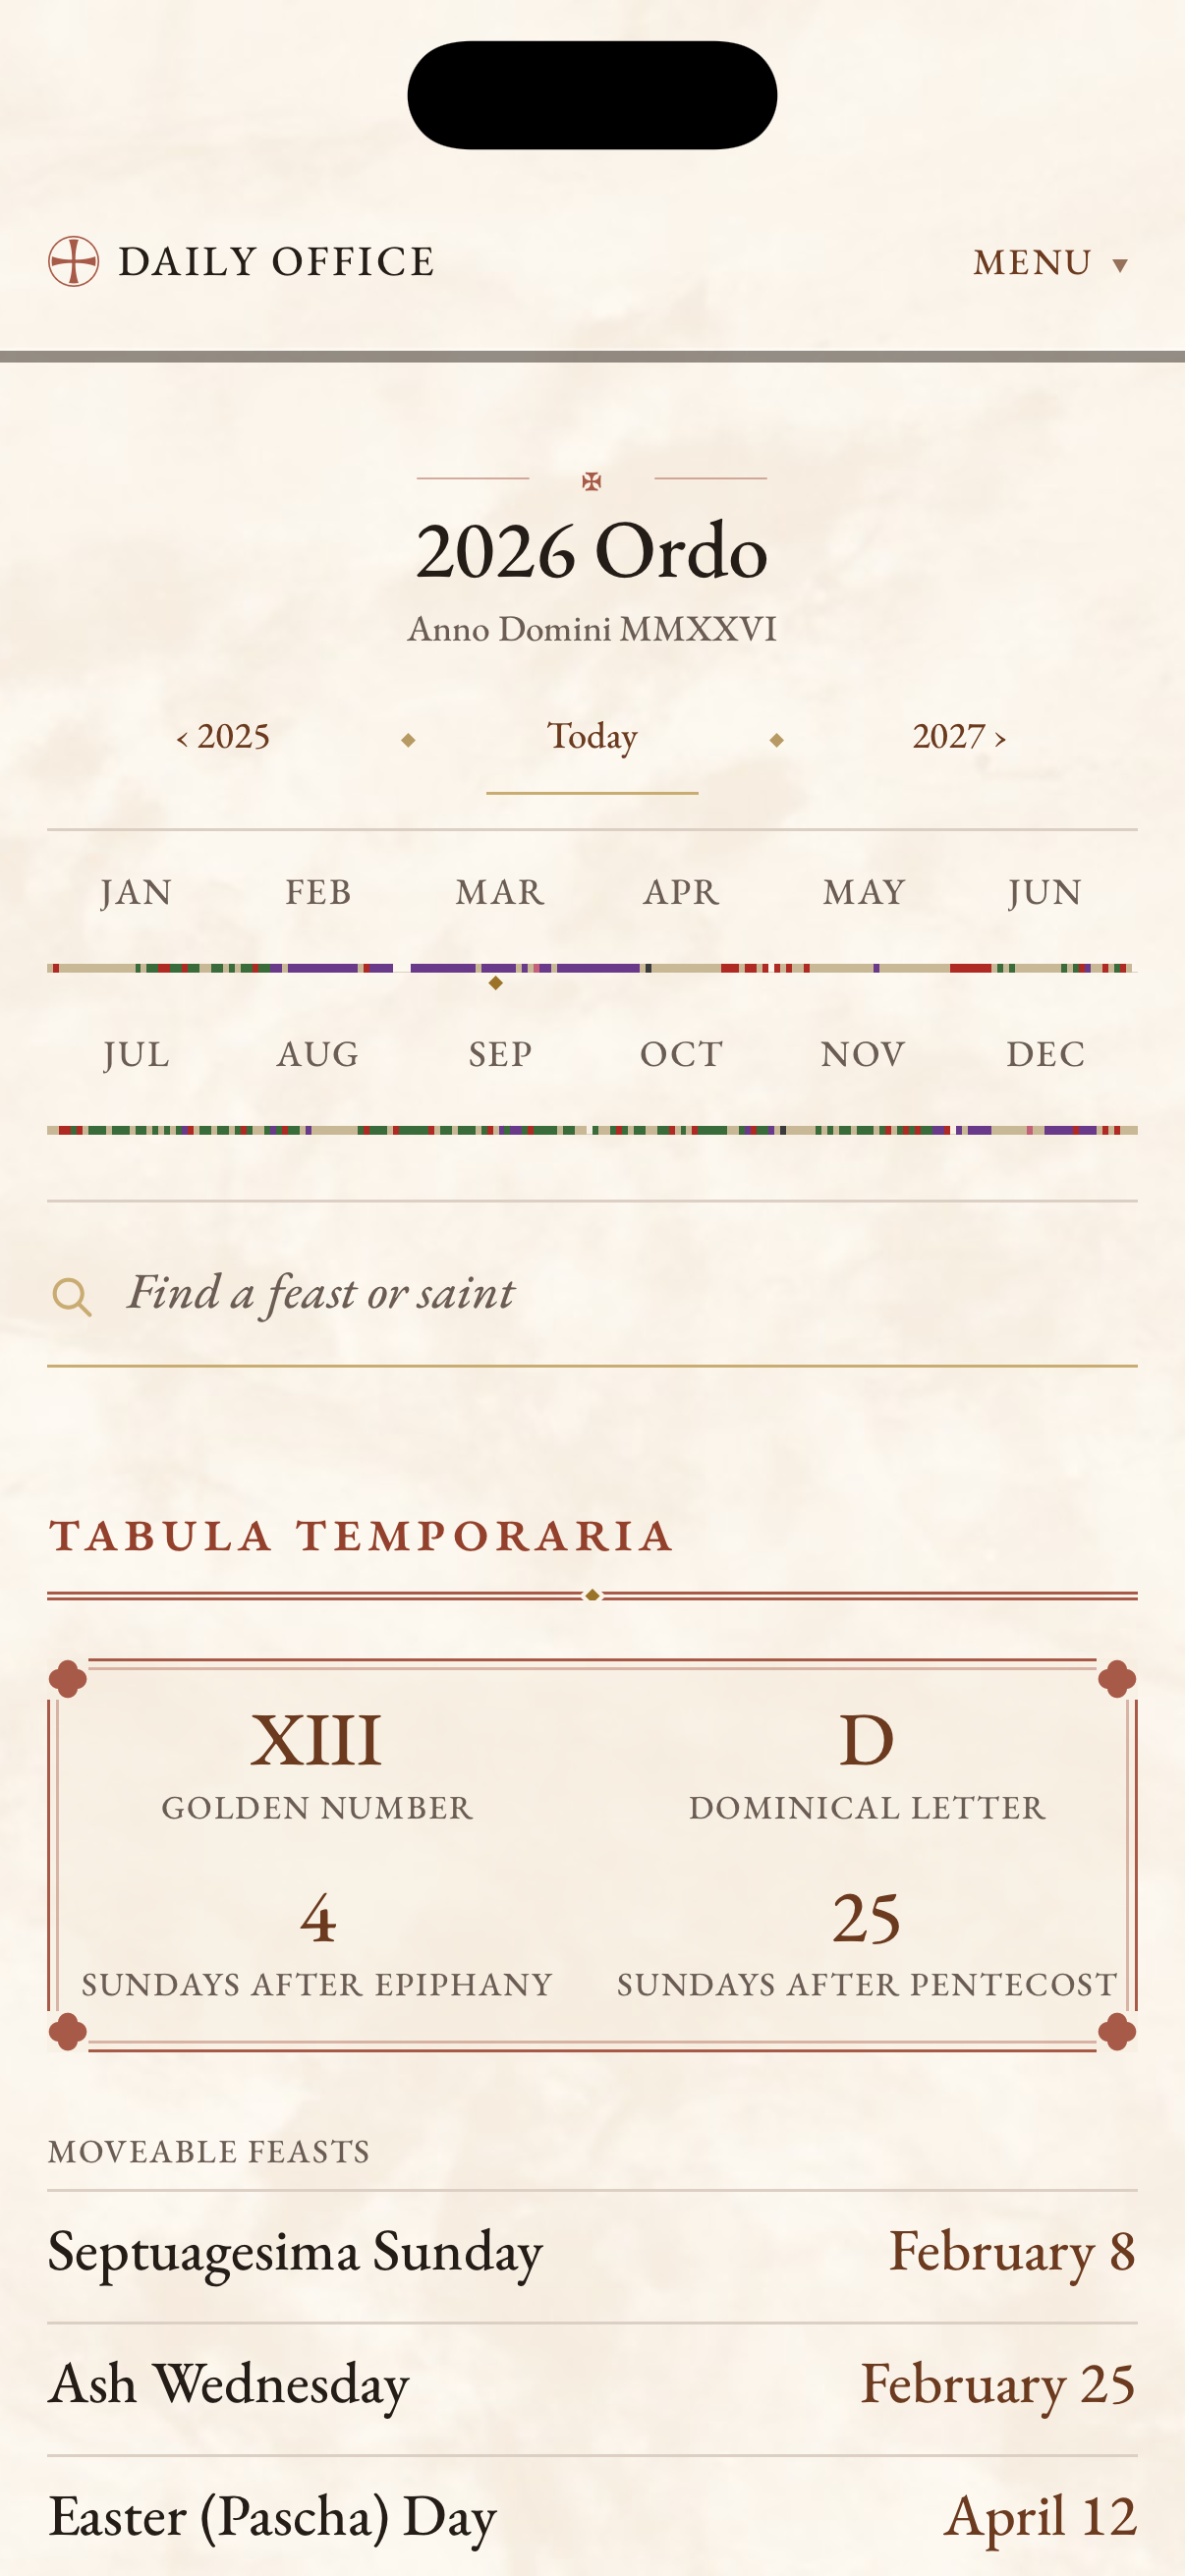 DAILY OFFICE
MENU ▼
2026 Ordo
Anno Domini MMXXVI
‹ 2025 ◆ Today ◆ 2027 ›
JAN FEB MAR APR MAY JUN
JUL AUG SEP OCT NOV DEC
Find a feast or saint
TABULA TEMPORARIA
XIII D
GOLDEN NUMBER DOMINICAL LETTER
4 25
SUNDAYS AFTER EPIPHANY SUNDAYS AFTER PENTECOST
MOVEABLE FEASTS
Septuagesima Sunday February 8
Ash Wednesday February 25
Easter (Pascha) Day April 12